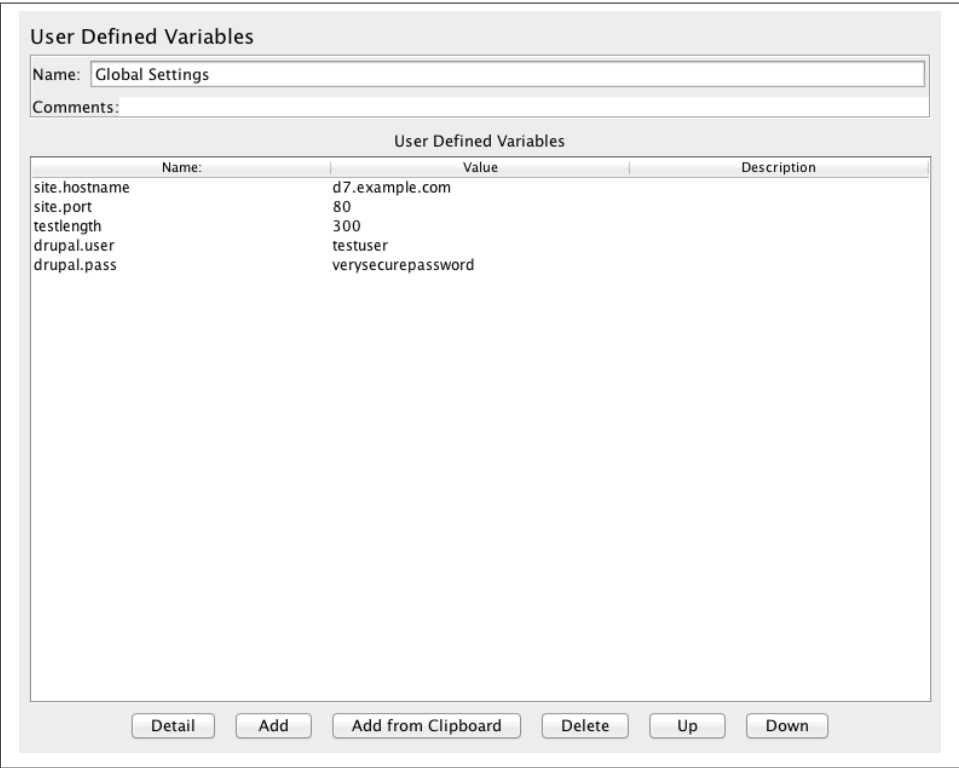 User Defined Variables
Name: Global Settings
Comments:
User Defined Variables
Name: Value Description
site.hostname d7.example.com
site.port 80
testlength 300
drupal.user testuser
drupal.pass verysecurepassword
Detail Add Add from Clipboard Delete Up Down